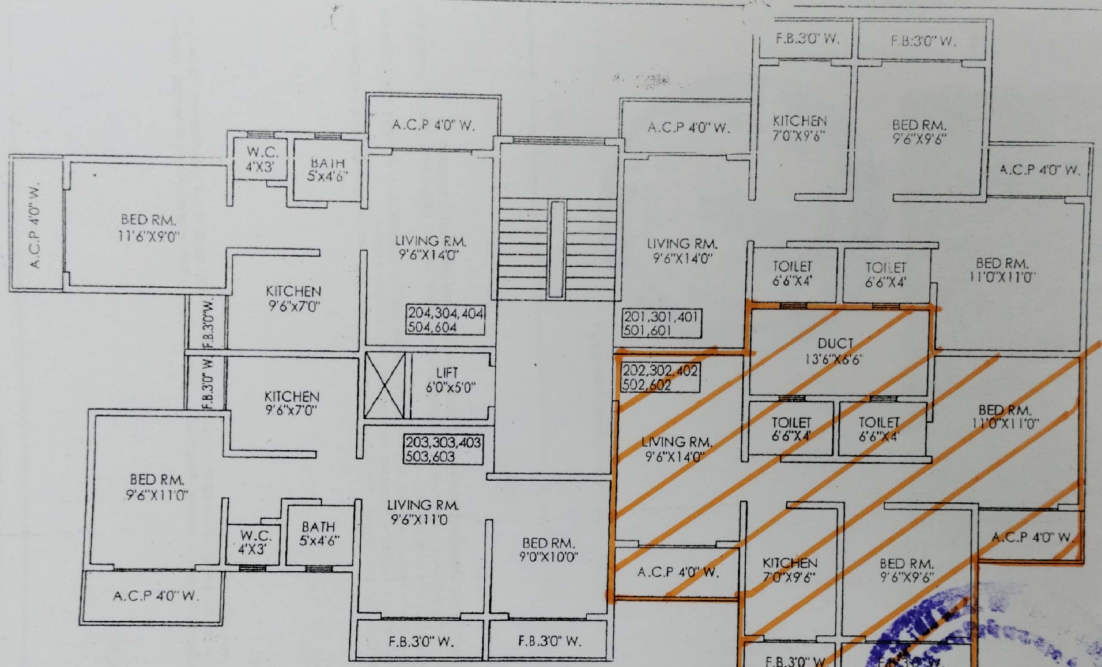 F.B.3'0" W.
F.B.3'0" W.
A.C.P 4'0" W.
A.C.P 4'0" W.
KITCHEN
7'0"X9'6"
BED RM.
9'6"X9'6"
W.C.
4'X3'
BATH
5'x4'6"
A.C.P 4'0" W.
A.C.P 4'0" W.
BED RM.
11'6"X9'0"
LIVING RM.
9'6"X14'0"
LIVING RM.
9'6"X14'0"
TOILET
6'6"X4'
TOILET
6'6"X4'
BED RM.
11'0"X11'0"
KITCHEN
9'6"x7'0"
F.B.3'0"W.
204,304,404
504,604
201,301,401
501,601
DUCT
13'6"X6'6"
F.B.3'0" W.
KITCHEN
9'6"x7'0"
LIFT
6'0"x5'0"
202,302,402
502,602
203,303,403
503,603
LIVING RM.
9'6"X14'0"
TOILET
6'6"X4'
TOILET
6'6"X4'
BED RM.
11'0"X11'0"
BED RM.
9'6"X11'0"
W.C.
4'X3'
BATH
5'x4'6"
LIVING RM.
9'6"X11'0
BED RM.
9'0"X10'0"
A.C.P 4'0" W.
A.C.P 4'0" W.
KITCHEN
7'0"X9'6"
BED RM.
9'6"X9'6"
A.C.P 4'0" W.
F.B.3'0" W.
F.B.3'0" W.
F.B.3'0" W.